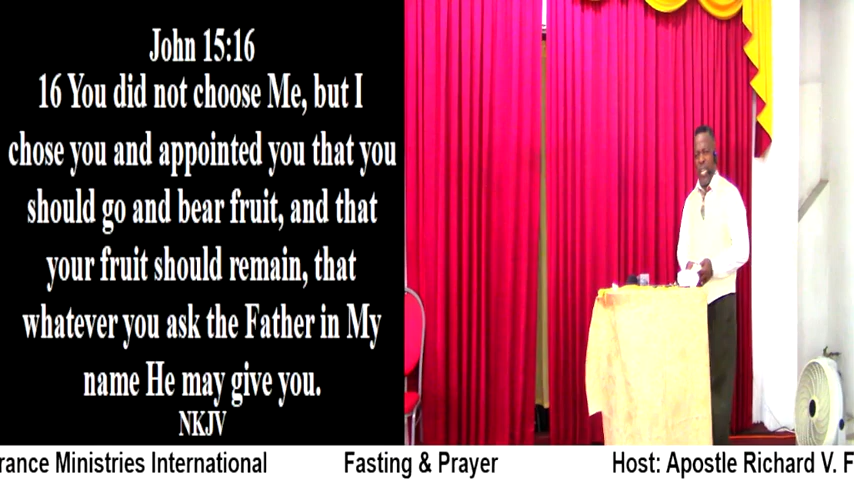 John 15:16
16 You did not choose Me, but I
chose you and appointed you that you
should go and bear fruit, and that
your fruit should remain, that
whatever you ask the Father in My
name He may give you.
NKJV
rance Ministries International Fasting & Prayer Host: Apostle Richard V. F